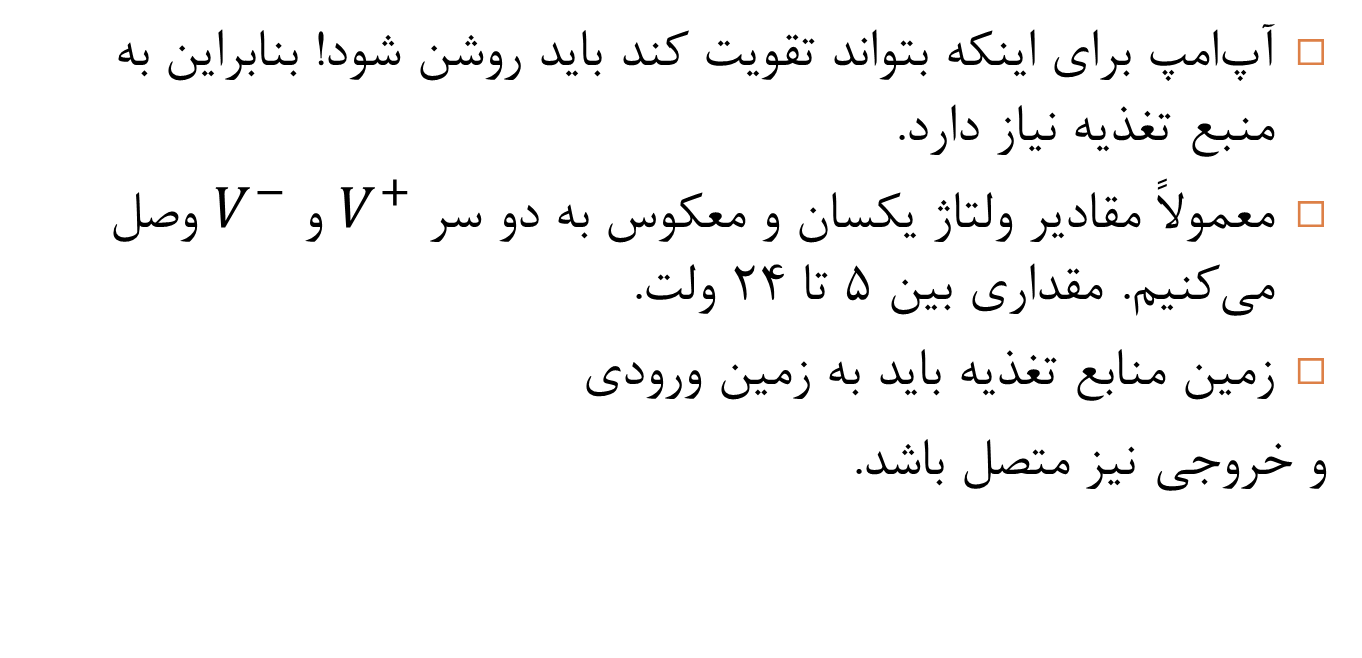 آپ‌امپ برای اینکه بتواند تقویت کند باید روشن شود! بنابراین به
منبع تغذیه نیاز دارد.
معمولاً مقادیر ولتاژ یکسان و معکوس به دو سر V⁺ و V⁻ وصل
می‌کنیم. مقداری بین ۵ تا ۲۴ ولت.
زمین منابع تغذیه باید به زمین ورودی
و خروجی نیز متصل باشد.